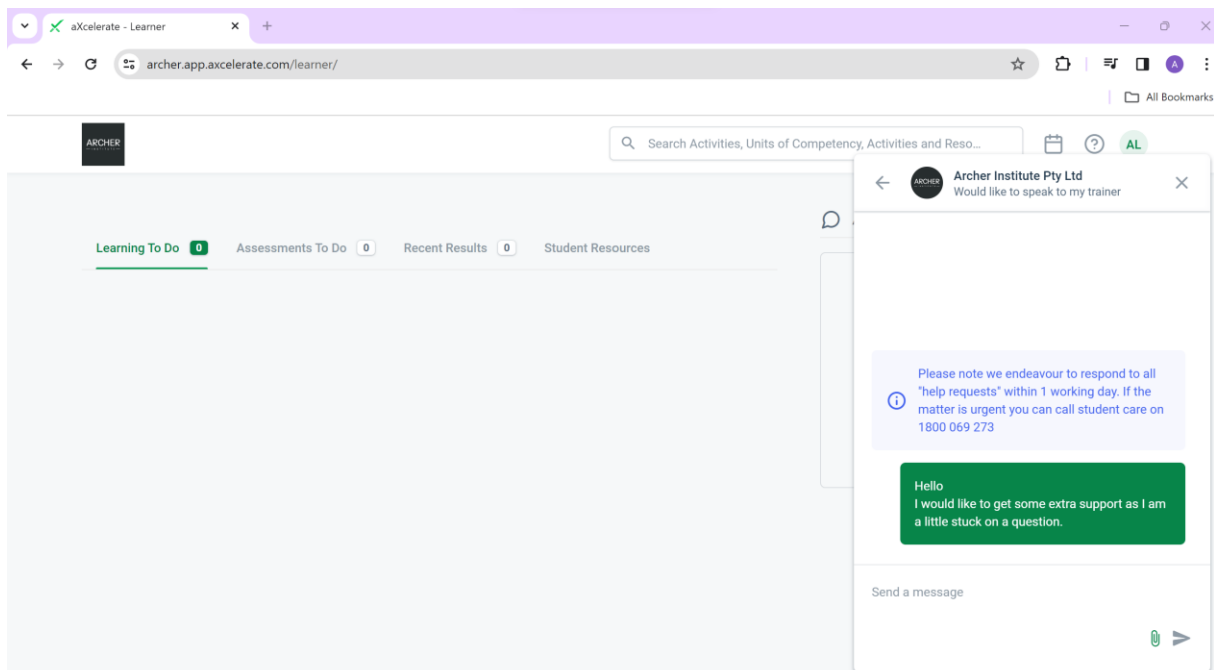 aXcelerate - Learner
archer.app.axcelerate.com/learner/
A
All Bookmarks
ARCHER
Search Activities, Units of Competency, Activities and Reso...
AL
ARCHER
Archer Institute Pty Ltd
Would like to speak to my trainer
Learning To Do 0
Assessments To Do 0
Recent Results 0
Student Resources
Please note we endeavour to respond to all
"help requests" within 1 working day. If the
matter is urgent you can call student care on
1800 069 273
Hello
I would like to get some extra support as I am
a little stuck on a question.
Send a message